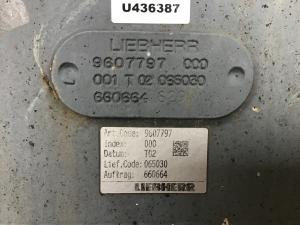 U436387
LIEBHERR
9607797 000
001 T 02 065030
660664
Art.Code: 9607797
Index: 000
Datum: T02
Lief.Code: 065030
Auftrag: 660664
LIEBHERR